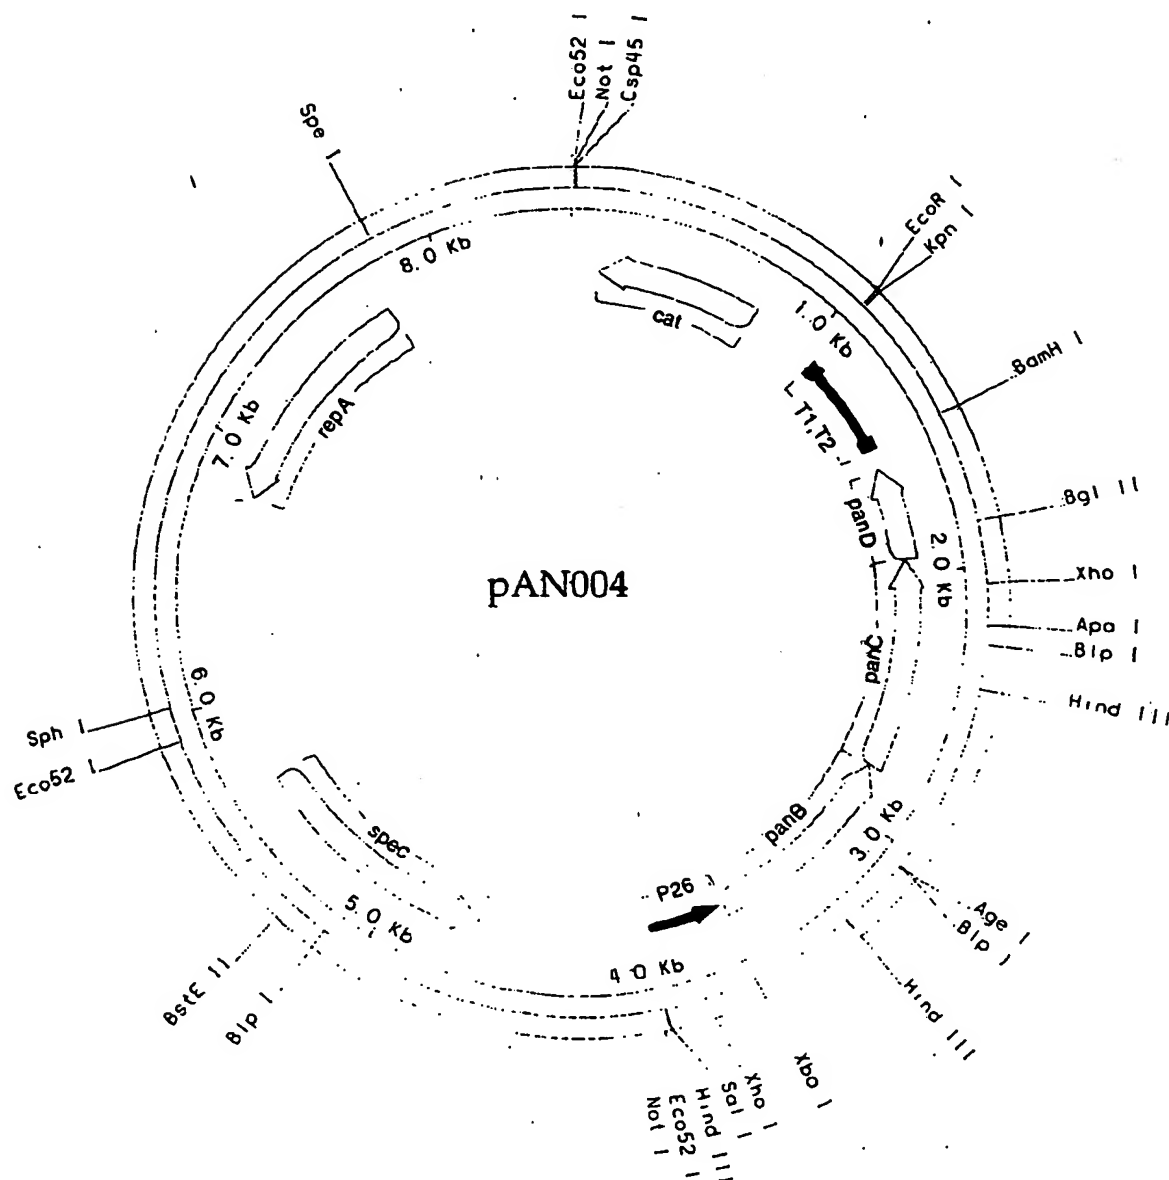 Eco52 I
Not I
Csp45 I
EcoR I
Kpn I
BamH I
Bgl II
Xho I
Apa I
Blp I
Hind III
Age I
Blp I
Hind III
Xba I
Xho I
Sal I
Hind III
Eco52 I
Not I
Blp I
BstE II
Eco52 I
Sph I
Spe I
8.0 Kb
1.0 Kb
2.0 Kb
3.0 Kb
4.0 Kb
5.0 Kb
6.0 Kb
7.0 Kb
cat
T1,T2
panD
panC
panB
P26
spec
repA
pAN004